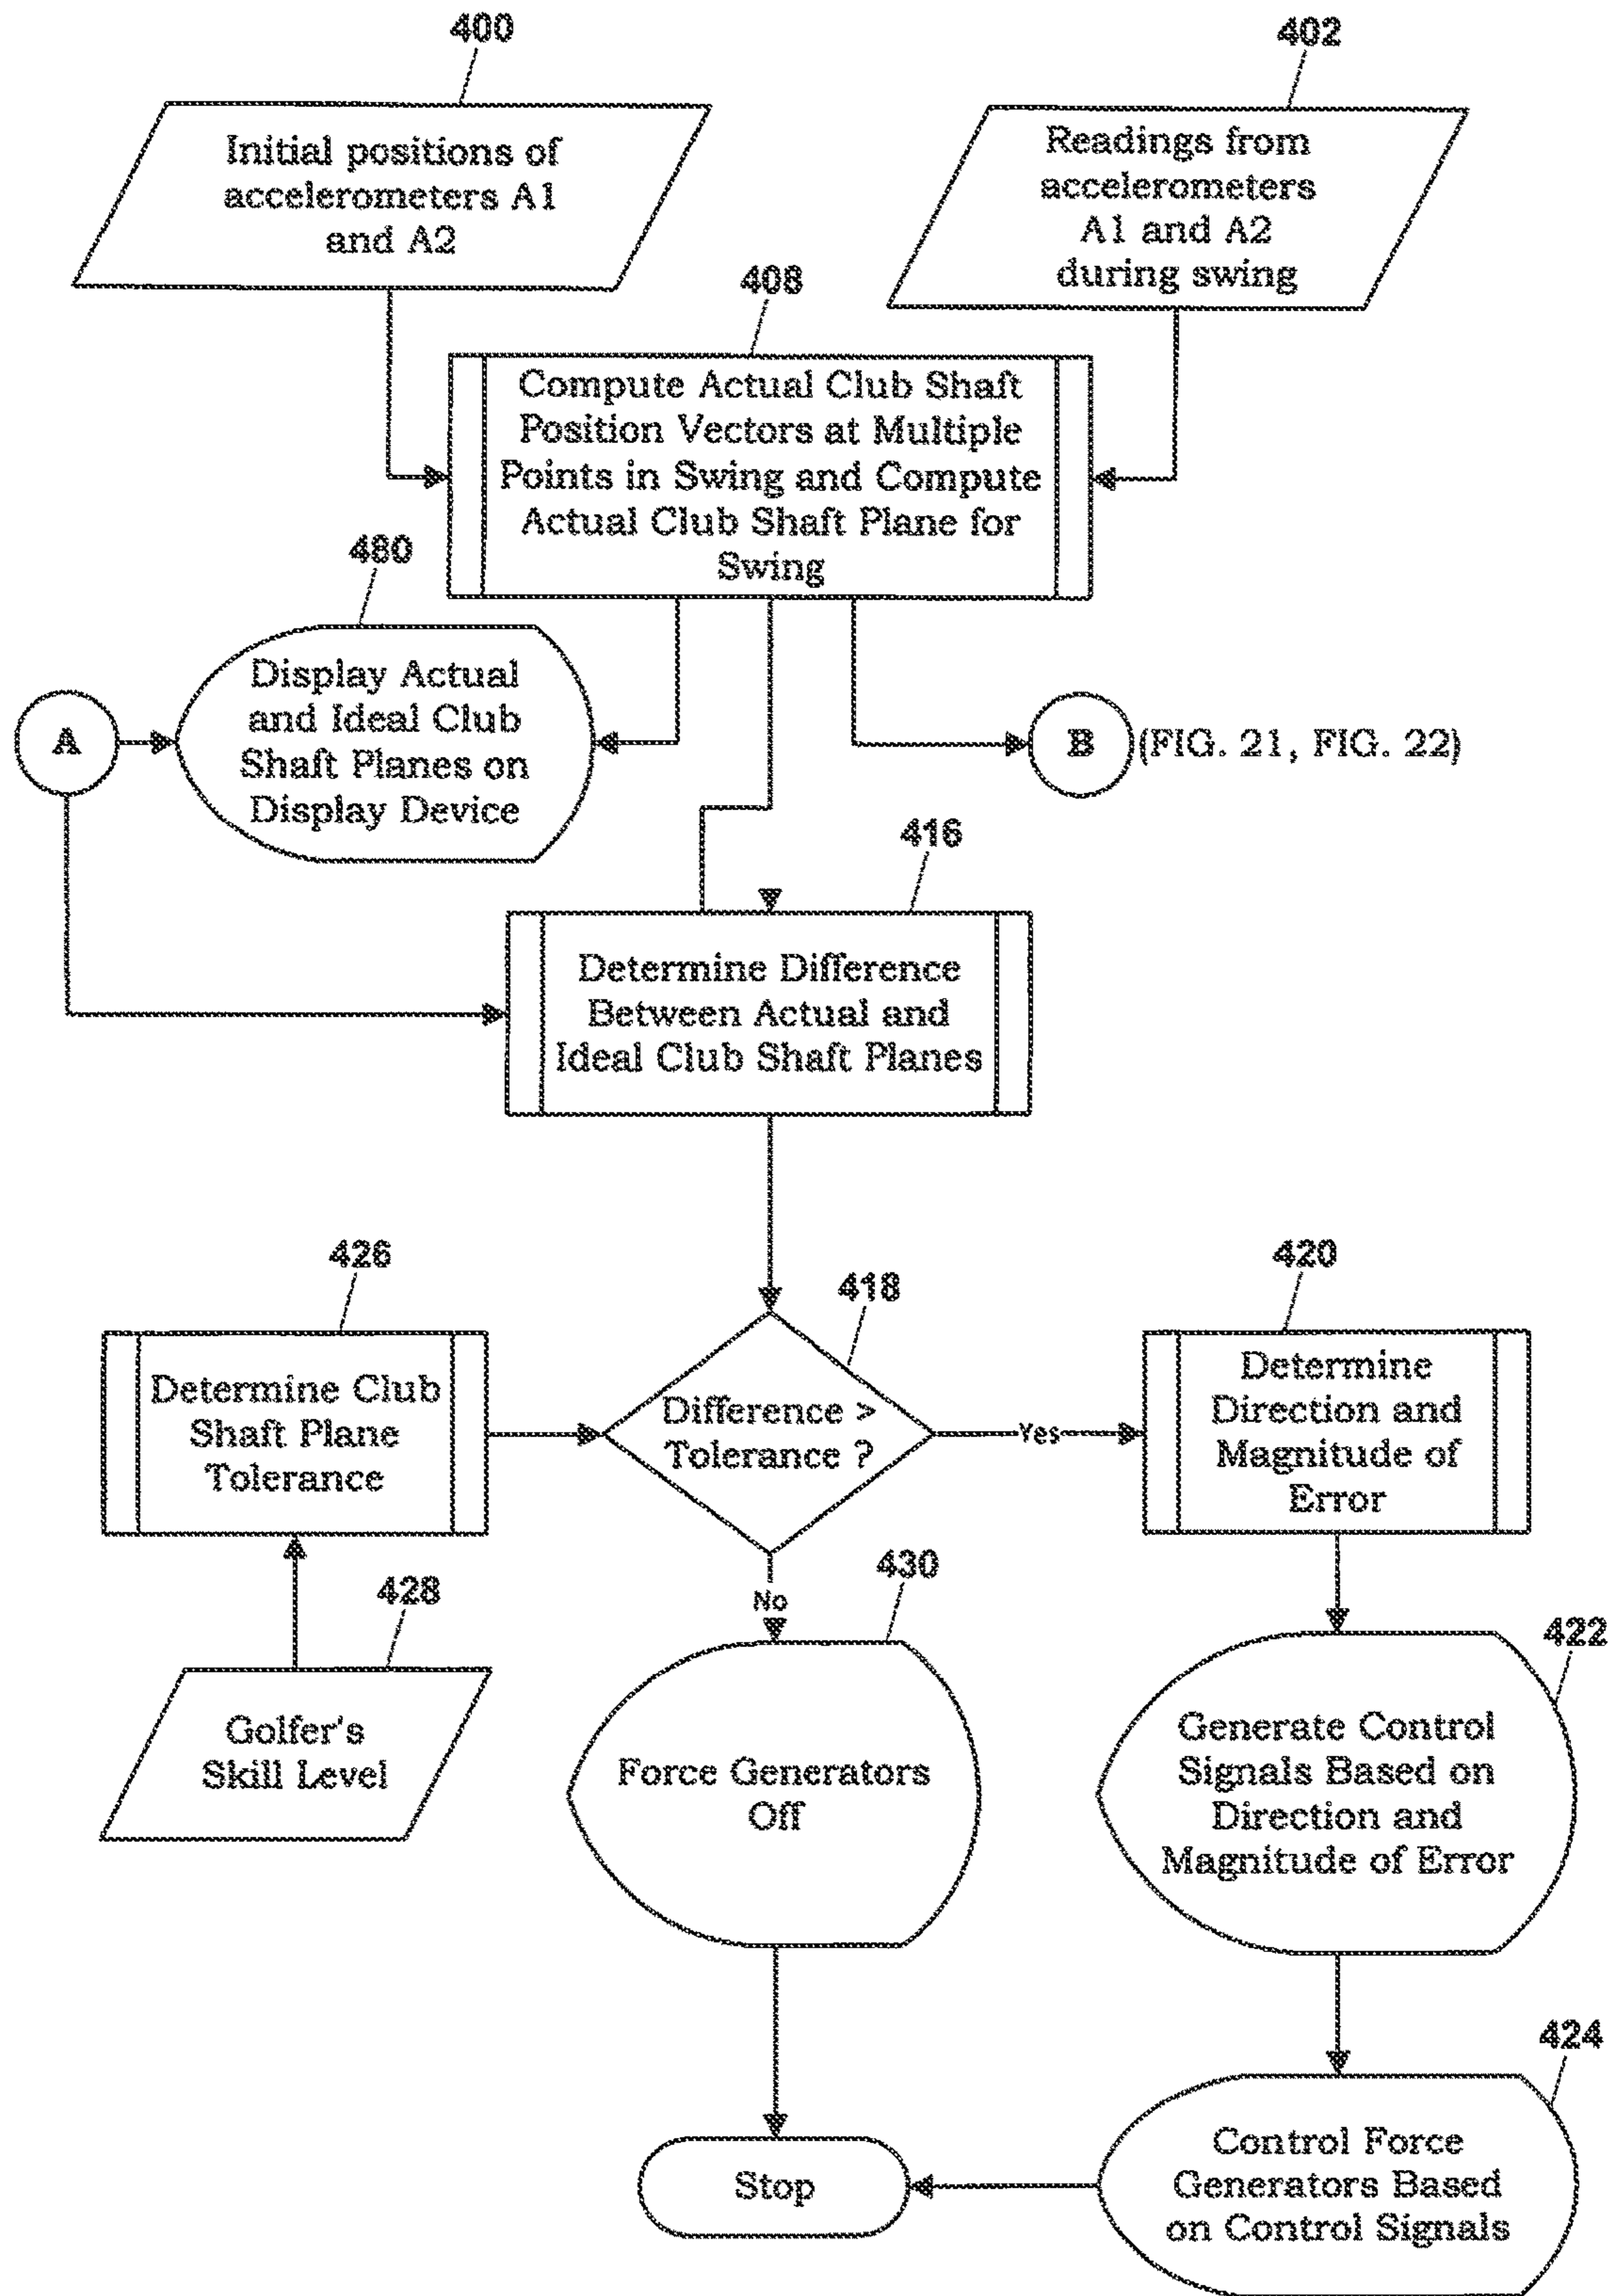 400
402
Initial positions of
accelerometers A1
and A2
Readings from
accelerometers
A1 and A2
during swing
408
Compute Actual Club Shaft
Position Vectors at Multiple
Points in Swing and Compute
Actual Club Shaft Plane for
Swing
480
A
Display Actual
and Ideal Club
Shaft Planes on
Display Device
B (FIG. 21, FIG. 22)
416
Determine Difference
Between Actual and
Ideal Club Shaft Planes
426
418
420
Determine Club
Shaft Plane
Tolerance
Difference >
Tolerance ?
Yes
Determine
Direction and
Magnitude of
Error
No
430
428
422
Golfer's
Skill Level
Force Generators
Off
Generate Control
Signals Based on
Direction and
Magnitude of Error
424
Stop
Control Force
Generators Based
on Control Signals